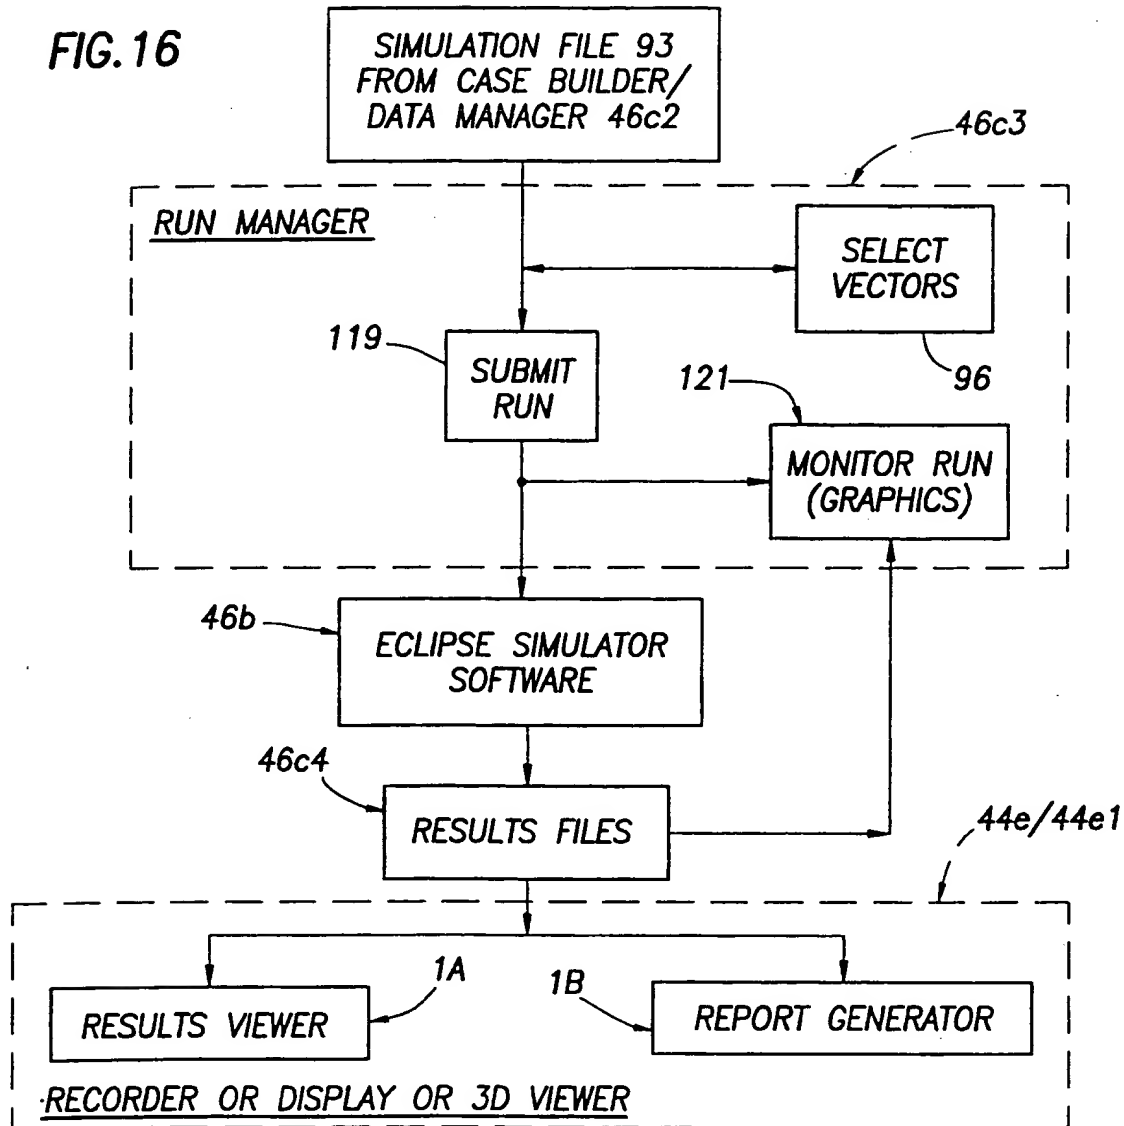 FIG.16
SIMULATION FILE 93
FROM CASE BUILDER/
DATA MANAGER 46c2
46c3
RUN MANAGER
SELECT
VECTORS
96
119
SUBMIT
RUN
121
MONITOR RUN
(GRAPHICS)
46b
ECLIPSE SIMULATOR
SOFTWARE
46c4
RESULTS FILES
44e/44e1
1A
1B
RESULTS VIEWER
REPORT GENERATOR
RECORDER OR DISPLAY OR 3D VIEWER